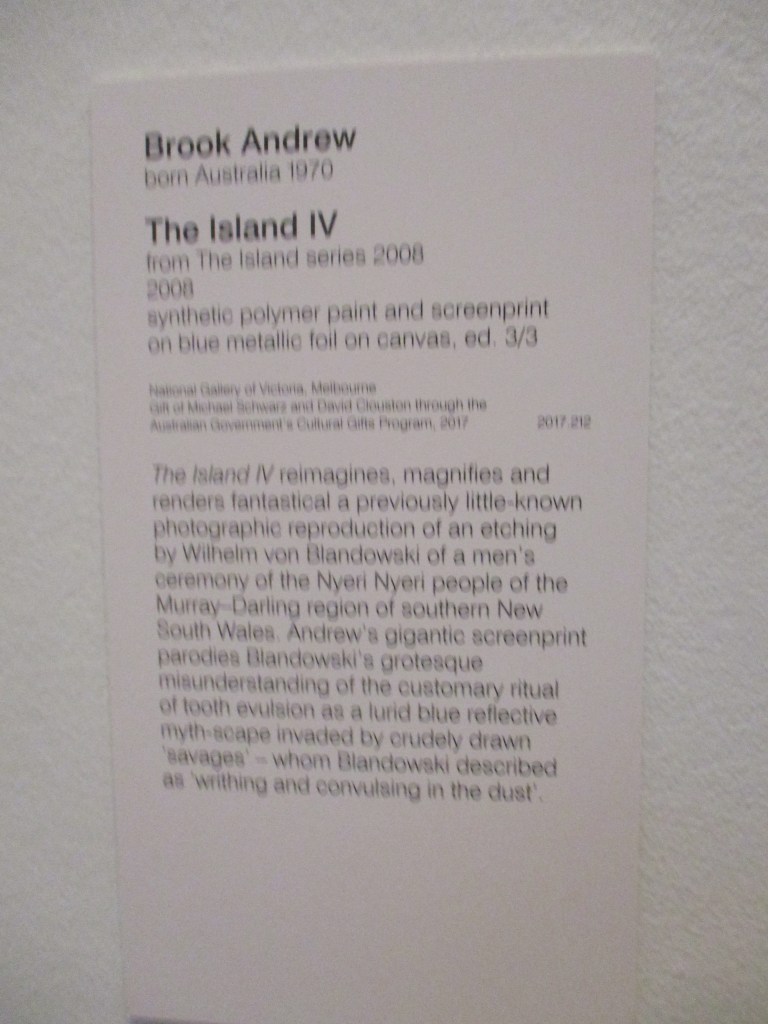 Brook Andrew
born Australia 1970
The Island IV
from The Island series 2008
2008
synthetic polymer paint and screenprint
on blue metallic foil on canvas, ed. 3/3
National Gallery of Victoria, Melbourne
Gift of Michael Schwarz and David Clouston through the
Australian Government's Cultural Gifts Program, 2017 2017.212
The Island IV reimagines, magnifies and
renders fantastical a previously little-known
photographic reproduction of an etching
by Wilhelm von Blandowski of a men's
ceremony of the Nyeri Nyeri people of the
Murray–Darling region of southern New
South Wales. Andrew's gigantic screenprint
parodies Blandowski's grotesque
misunderstanding of the customary ritual
of tooth evulsion as a lurid blue reflective
myth-scape invaded by crudely drawn
'savages' – whom Blandowski described
as 'writhing and convulsing in the dust'.